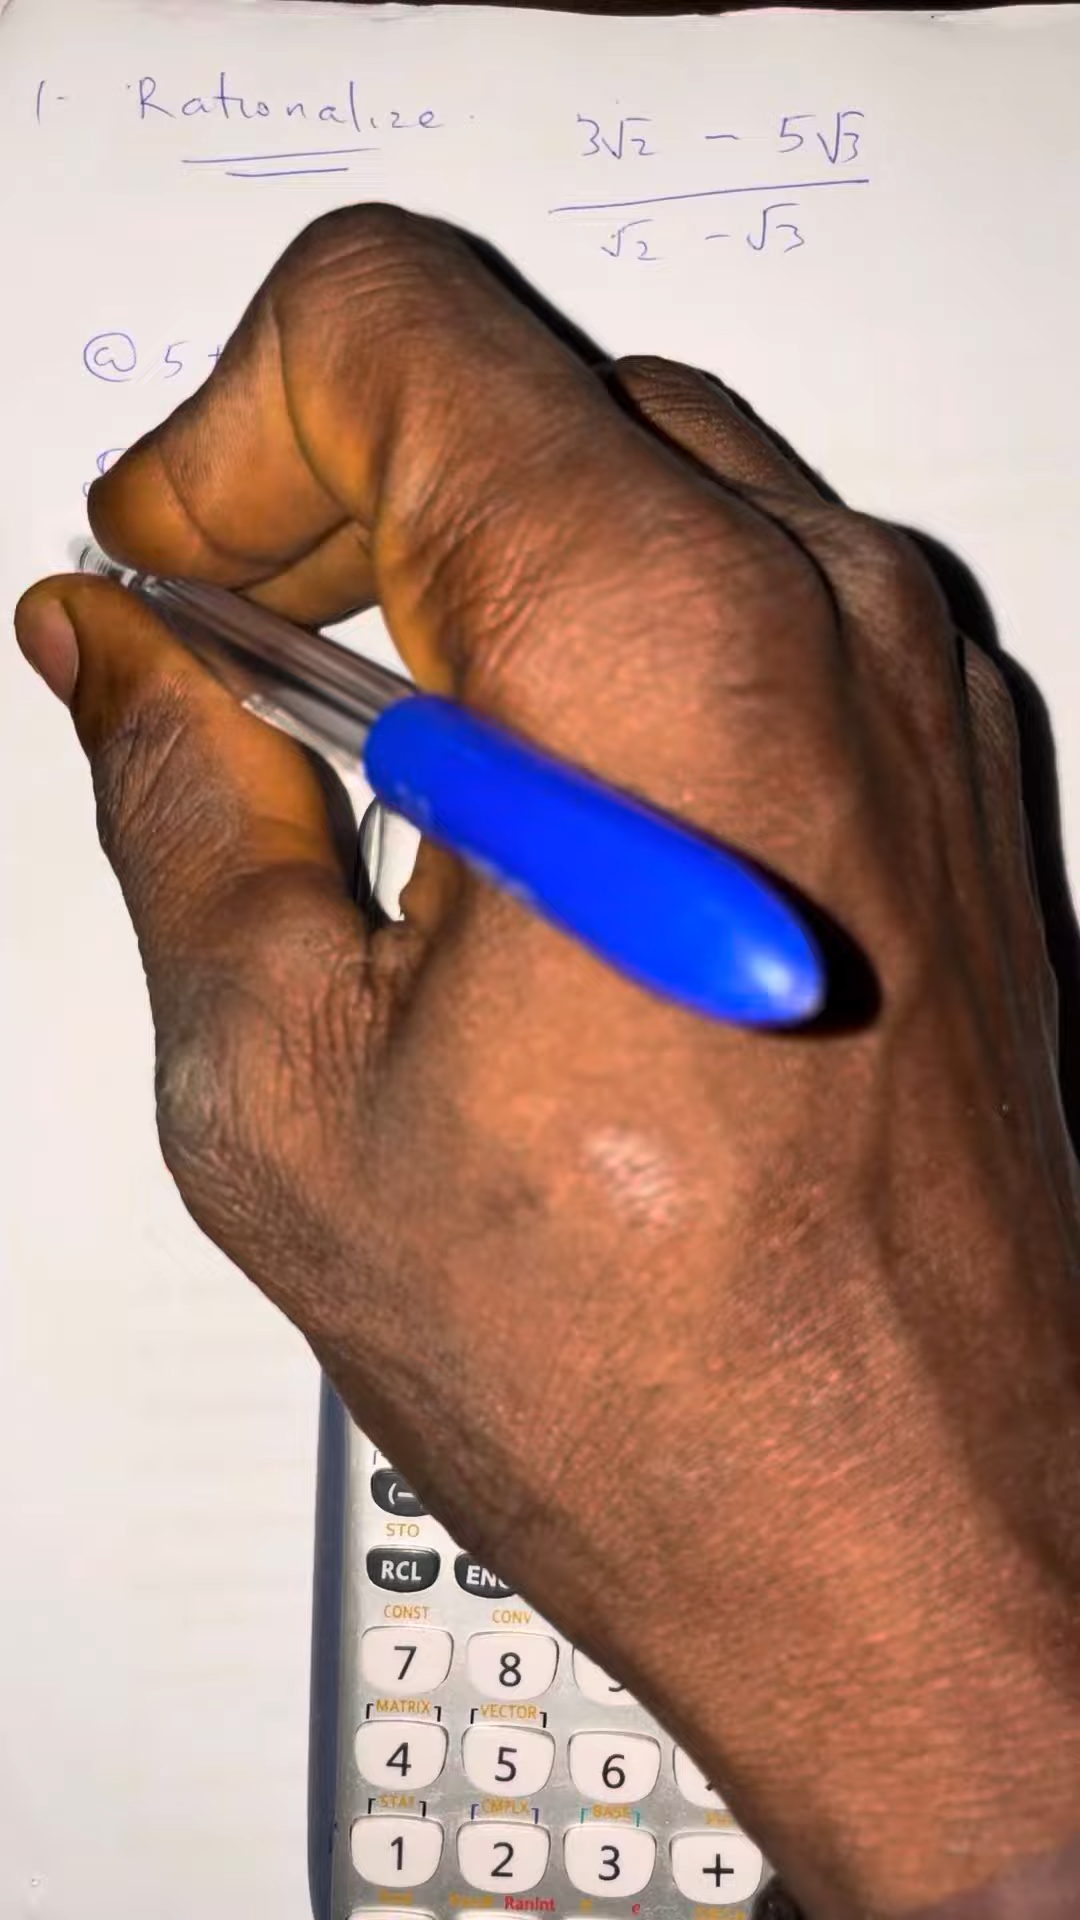 1- Rationalize. 3√2 - 5√3
√2 - √3
@ 5 +
(-
STO
RCL
CONST CONV
7 8
MATRIX VECTOR
4 5 6
STAT CMPLX BASE
1 2 3 +
RanInt e